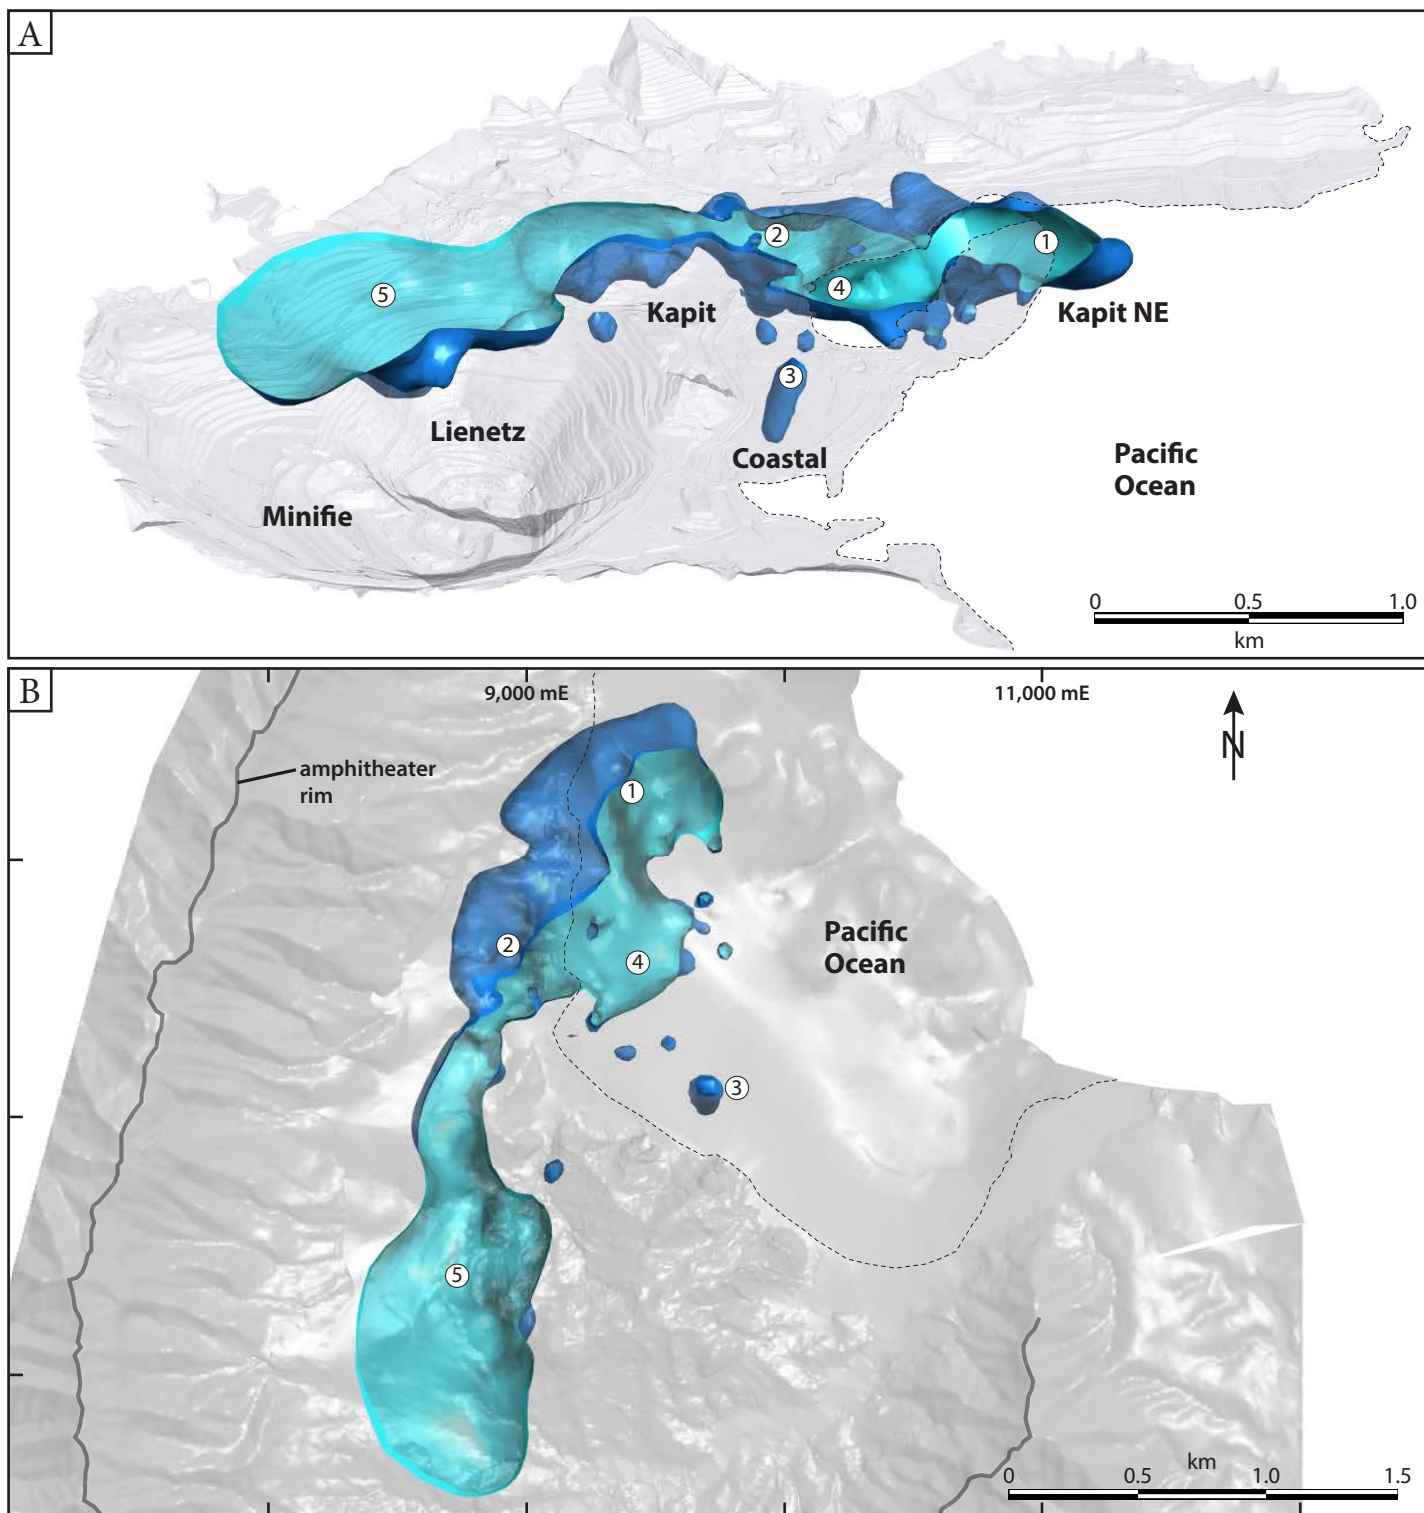 A
2
1
5
4
Kapit
Kapit NE
3
Lienetz
Coastal
Pacific
Ocean
Minifie
0 0.5 1.0
km
B
9,000 mE
11,000 mE
N
amphitheater
rim
1
2
4
Pacific
Ocean
3
5
km
0 0.5 1.0 1.5